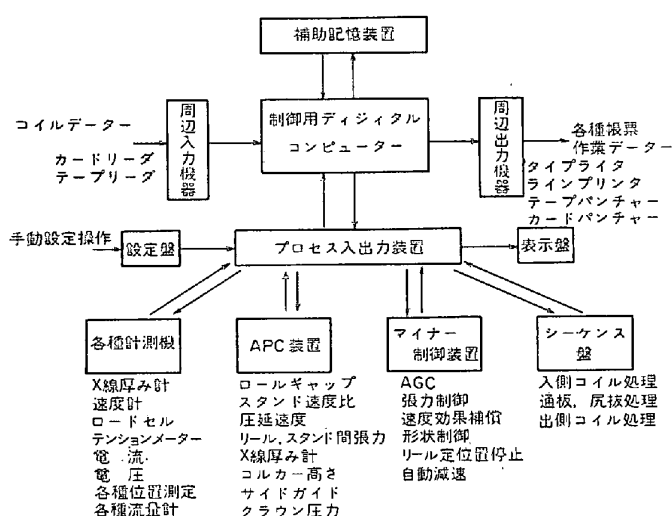 補助記憶装置
コイルデーター
カードリーダ
テープリーダ
周辺入力機器
制御用ディジィタル
コンピューター
周辺出力機器
各種帳票
作業データー
タイプライタ
ラインプリンタ
テープパンチャー
カードパンチャー
手動設定操作
設定盤
プロセス入出力装置
表示盤
各種計測機
X線厚み計
速度計
ロードセル
テンションメーター
電流
電圧
各種位置測定
各種流量計
APC装置
ロールギャップ
スタンド速度比
圧延速度
リール,スタンド間張力
X線厚み計
コルカー高さ
サイドガイド
クラウン圧力
マイナー
制御装置
AGC
張力制御
速度効果補償
形状制御
リール定位置停止
自動減速
シーケンス
盤
入側コイル処理
通板,尻抜処理
出側コイル処理